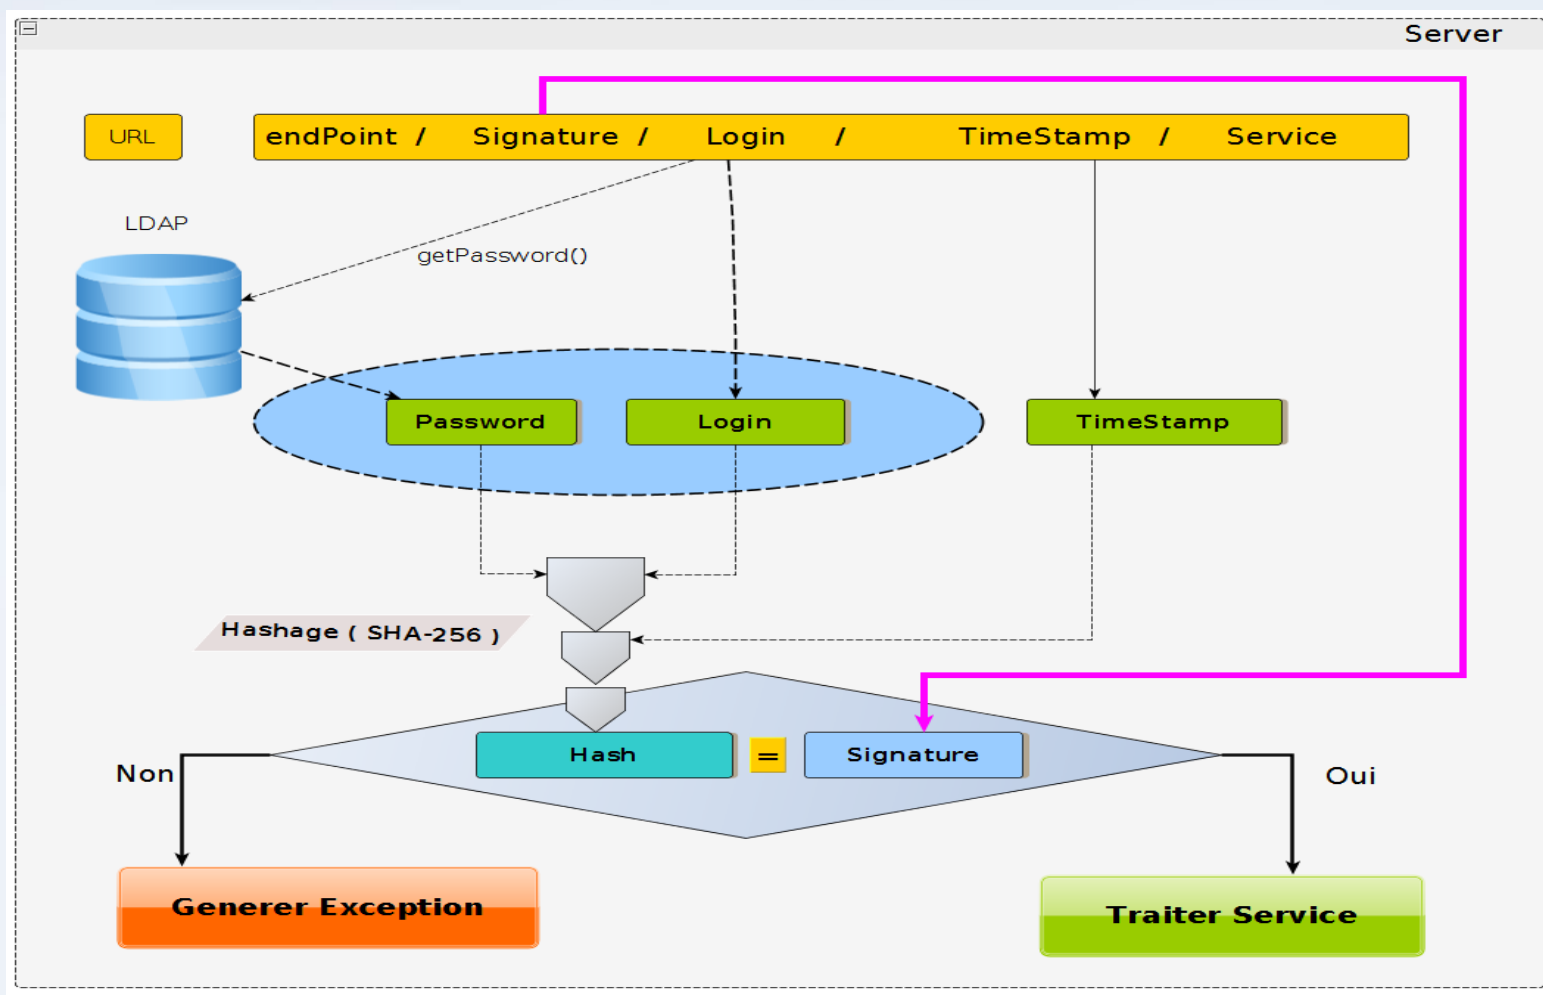 Server
URL
endPoint / Signature / Login / TimeStamp / Service
LDAP
getPassword()
Password
Login
TimeStamp
Hashage ( SHA-256 )
Hash
=
Signature
Non
Oui
Generer Exception
Traiter Service